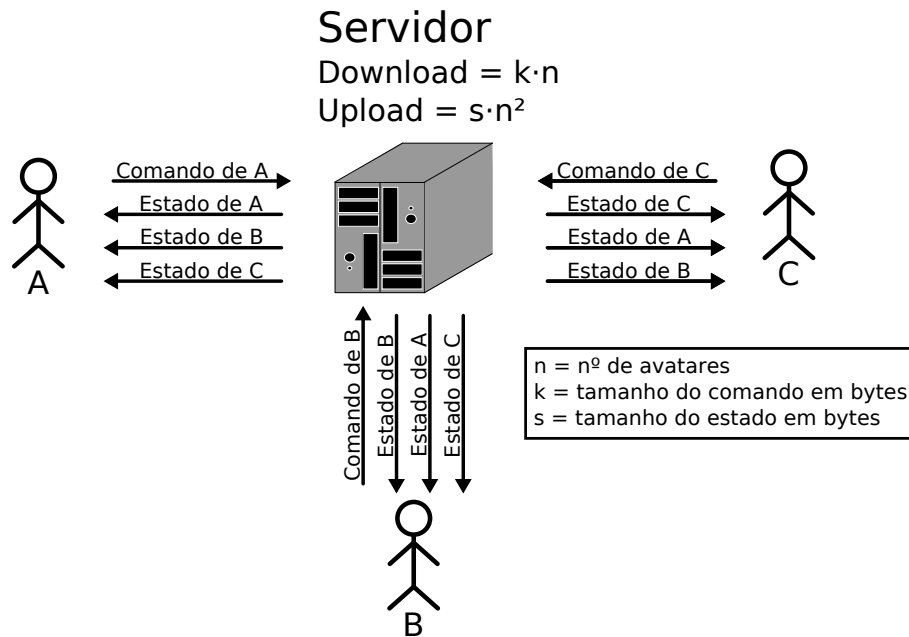 Servidor
Download = k·n
Upload = s·n²
Comando de A
Estado de A
Estado de B
Estado de C
A
Comando de C
Estado de C
Estado de A
Estado de B
C
Comando de B
Estado de B
Estado de A
Estado de C
B
n = nº de avatares
k = tamanho do comando em bytes
s = tamanho do estado em bytes